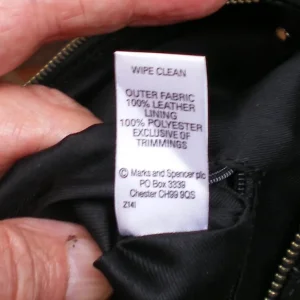 WIPE CLEAN
OUTER FABRIC
100% LEATHER
LINING
100% POLYESTER
EXCLUSIVE OF
TRIMMINGS
© Marks and Spencer plc
PO Box 3339
Chester CH99 9QS
Z14I